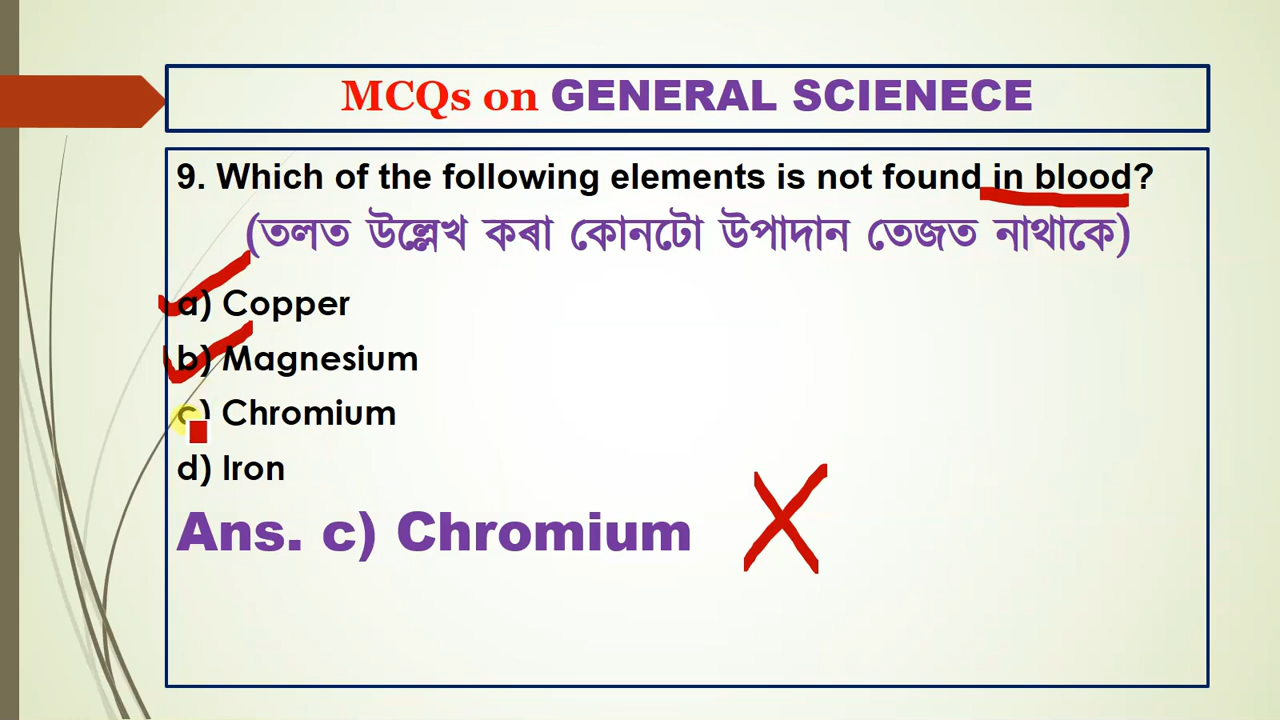 MCQs on GENERAL SCIENECE
9. Which of the following elements is not found in blood?
(তলত উল্লেখ কৰা কোনটো উপাদান তেজত নাথাকে)
a) Copper
b) Magnesium
c) Chromium
d) Iron
Ans. c) Chromium